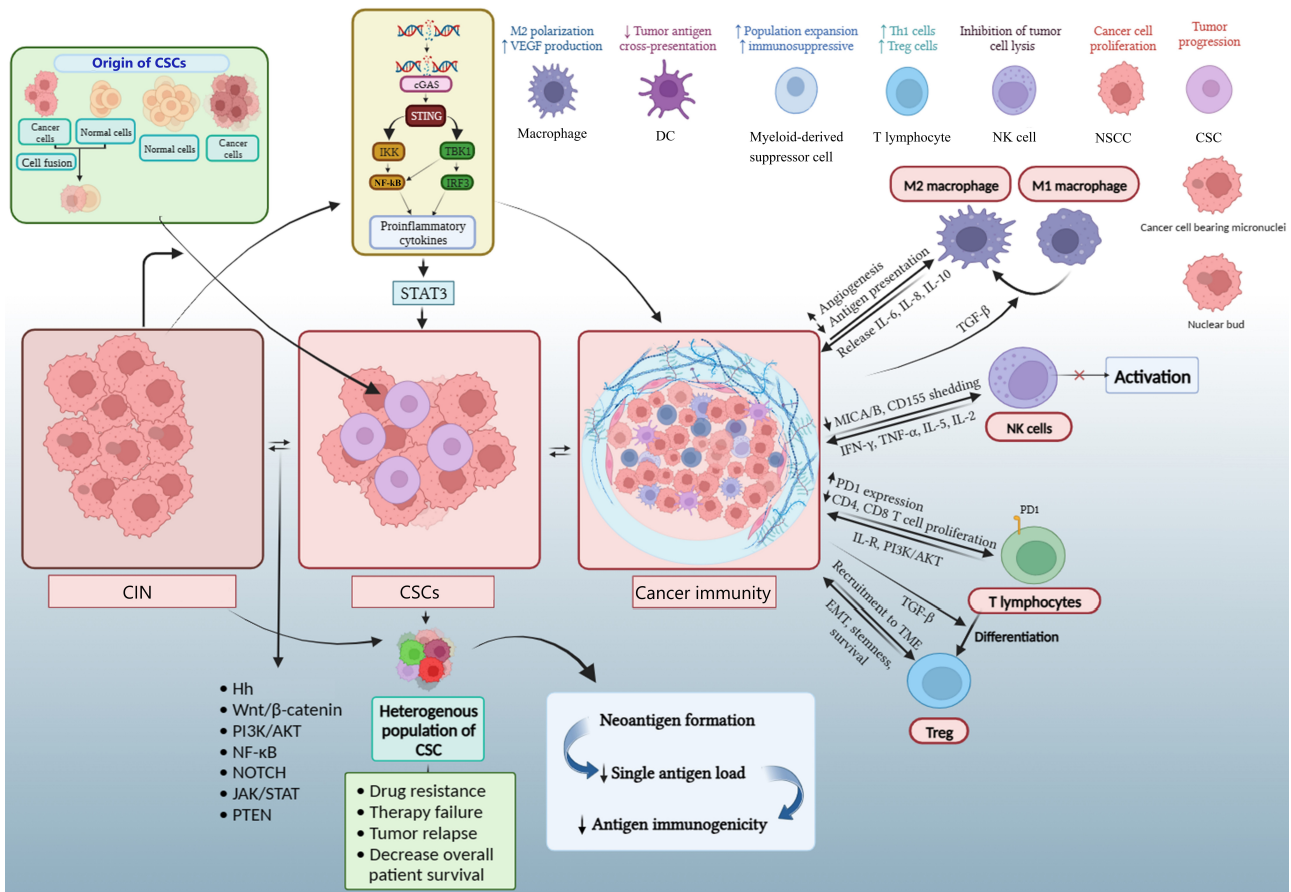 Origin of CSCs
Cancer
cells
Normal cells
Normal cells
Cancer
cells
Cell fusion
cGAS
STING
IKK
TBK1
NF-kB
IRF3
Proinflammatory
cytokines
STAT3
M2 polarization
↑ VEGF production
Macrophage
↓ Tumor antigen
cross-presentation
DC
↑ Population expansion
↑ immunosuppressive
Myeloid-derived
suppressor cell
↑ Th1 cells
↑ Treg cells
T lymphocyte
Inhibition of tumor
cell lysis
NK cell
Cancer cell
proliferation
NSCC
Tumor
progression
CSC
M2 macrophage
M1 macrophage
Cancer cell bearing micronuclei
Nuclear bud
Angiogenesis
Antigen presentation
Release IL-6, IL-8, IL-10
TGF-β
MICA/B, CD155 shedding
IFN-γ, TNF-α, IL-5, IL-2
NK cells
Activation
PD1 expression
CD4, CD8 T cell proliferation
IL-R, PI3K/AKT
PD1
T lymphocytes
Recruitment to TME
EMT, stemness,
survival
TGF-β
Differentiation
Treg
CIN
CSCs
Cancer immunity
• Hh
• Wnt/β-catenin
• PI3K/AKT
• NF-κB
• NOTCH
• JAK/STAT
• PTEN
Heterogenous
population of
CSC
• Drug resistance
• Therapy failure
• Tumor relapse
• Decrease overall
patient survival
Neoantigen formation
↓ Single antigen load
↓ Antigen immunogenicity